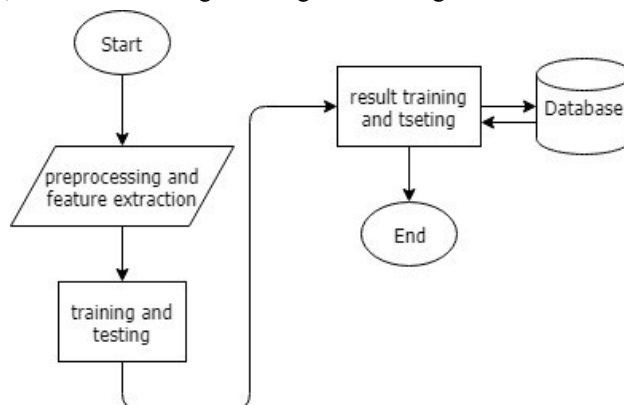 Start
preprocessing and
feature extraction
training and
testing
result training
and tseting
Database
End